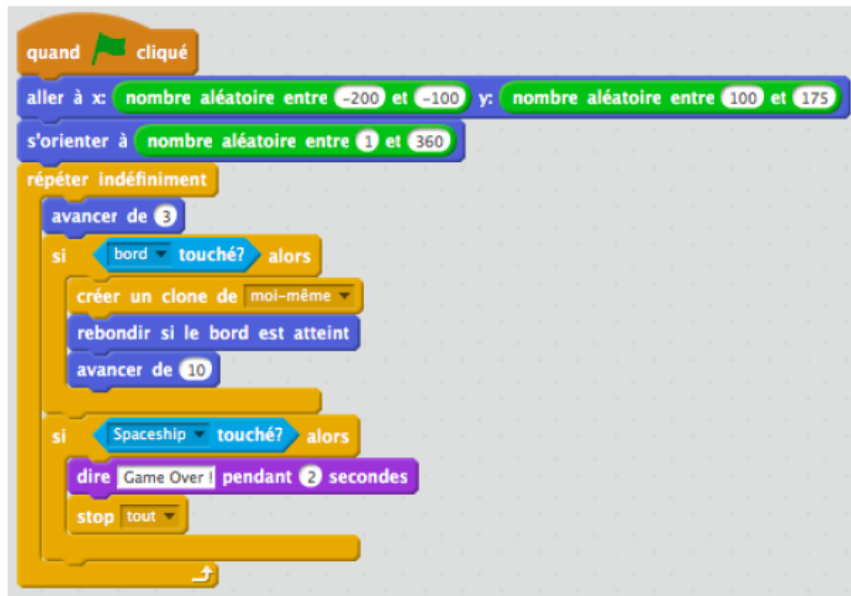 quand cliqué
aller à x: nombre aléatoire entre -200 et -100 y: nombre aléatoire entre 100 et 175
s'orienter à nombre aléatoire entre 1 et 360
répéter indéfiniment
avancer de 3
si bord touché? alors
créer un clone de moi-même
rebondir si le bord est atteint
avancer de 10
si Spaceship touché? alors
dire Game Over ! pendant 2 secondes
stop tout